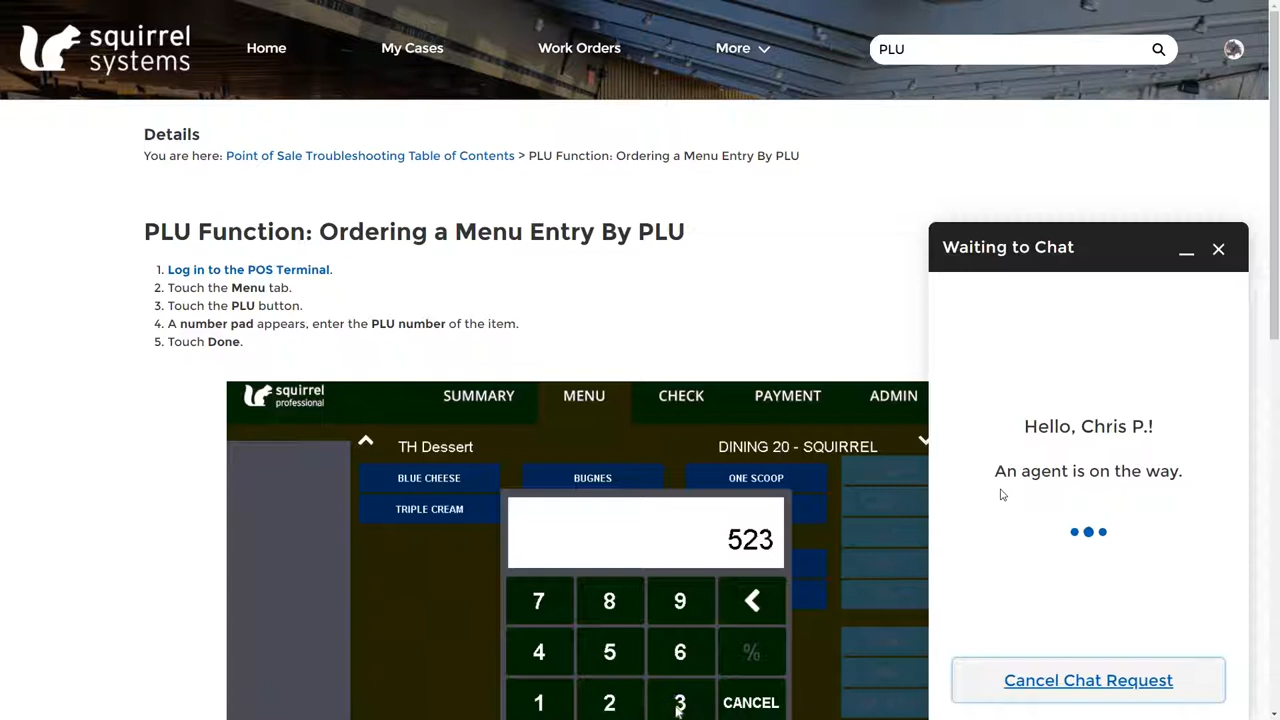 squirrel systems
Home
My Cases
Work Orders
More
PLU
Details
You are here: Point of Sale Troubleshooting Table of Contents > PLU Function: Ordering a Menu Entry By PLU
PLU Function: Ordering a Menu Entry By PLU
1. Log in to the POS Terminal.
2. Touch the Menu tab.
3. Touch the PLU button.
4. A number pad appears, enter the PLU number of the item.
5. Touch Done.
squirrel professional
SUMMARY
MENU
CHECK
PAYMENT
ADMIN
TH Dessert
DINING 20 - SQUIRREL
BLUE CHEESE
BUGNES
ONE SCOOP
TRIPLE CREAM
523
7 8 9
4 5 6 %
1 2 3 CANCEL
Waiting to Chat
Hello, Chris P.!
An agent is on the way.
Cancel Chat Request